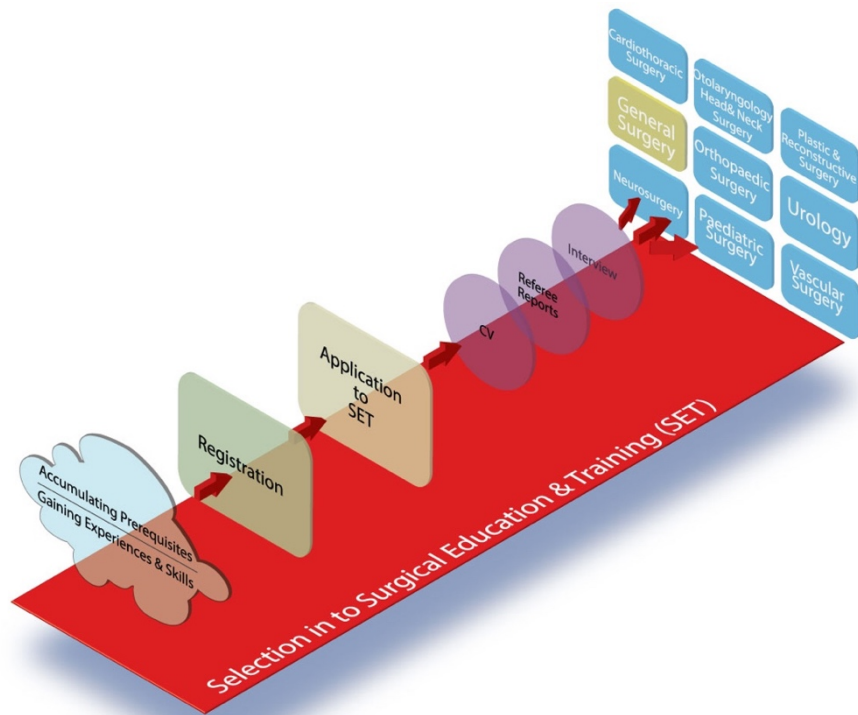 Accumulating Prerequisites
Gaining Experiences & Skills
Registration
Application
to
SET
CV
Referee
Reports
Interview
Cardiothoracic
Surgery
General
Surgery
Neurosurgery
Otolaryngology
Head& Neck
Surgery
Orthopaedic
Surgery
Paediatric
Surgery
Plastic &
Reconstructive
Surgery
Urology
Vascular
Surgery
Selection in to Surgical Education & Training (SET)